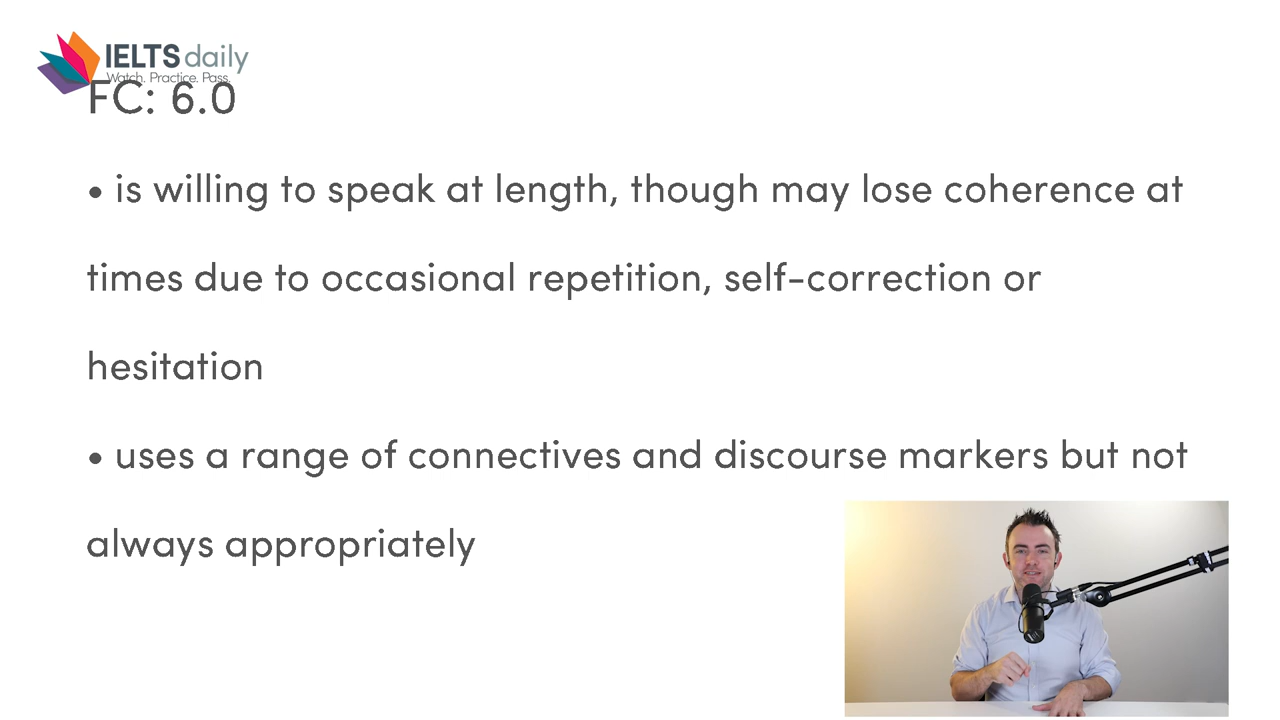 IELTS daily
Watch. Practice. Pass.
FC: 6.0
• is willing to speak at length, though may lose coherence at
times due to occasional repetition, self-correction or
hesitation
• uses a range of connectives and discourse markers but not
always appropriately